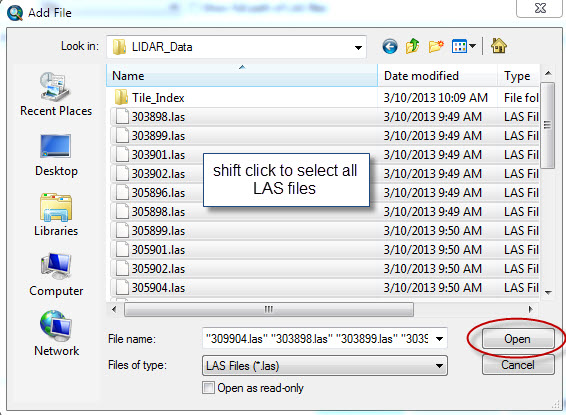 Add File
Look in:
LIDAR_Data
Name
Date modified
Type
Tile_Index
3/10/2013 10:09 AM
File fol
303898.las
3/10/2013 9:49 AM
LAS Fil
303899.las
3/10/2013 9:49 AM
LAS Fil
303901.las
3/10/2013 9:49 AM
LAS Fil
303902.las
3/10/2013 9:49 AM
LAS Fil
305896.las
3/10/2013 9:49 AM
LAS Fil
305898.las
3/10/2013 9:49 AM
LAS Fil
305899.las
3/10/2013 9:50 AM
LAS Fil
305901.las
3/10/2013 9:50 AM
LAS Fil
305902.las
3/10/2013 9:50 AM
LAS Fil
305904.las
3/10/2013 9:50 AM
LAS Fil
shift click to select all
LAS files
Recent Places
Desktop
Libraries
Computer
Network
File name:
"309904.las" "303898.las" "303899.las" "3039
Open
Files of type:
LAS Files (*.las)
Cancel
Open as read-only